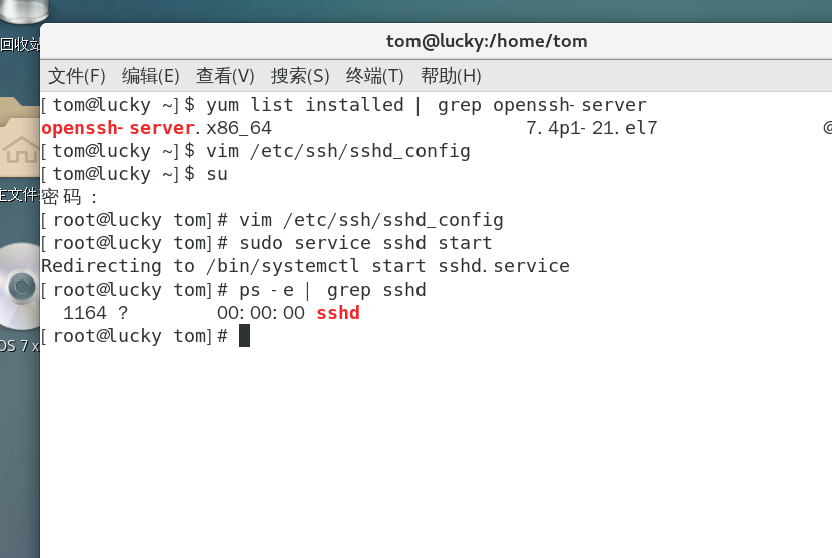 tom@lucky:/home/tom
文件(F) 编辑(E) 查看(V) 搜索(S) 终端(T) 帮助(H)
[tom@lucky ~]$ yum list installed | grep openssh-server
openssh-server.x86_64 7.4p1-21.el7 @
[tom@lucky ~]$ vim /etc/ssh/sshd_config
[tom@lucky ~]$ su
密码：
[root@lucky tom]# vim /etc/ssh/sshd_config
[root@lucky tom]# sudo service sshd start
Redirecting to /bin/systemctl start sshd.service
[root@lucky tom]# ps -e | grep sshd
1164 ? 00:00:00 sshd
[root@lucky tom]#
回收站
主文件
OS 7 x